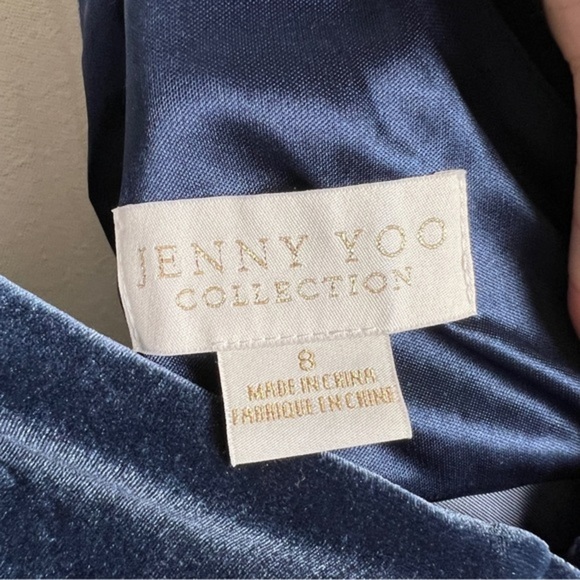 JENNY YOO
COLLECTION
8
MADE IN CHINA
FABRIQUE EN CHINE